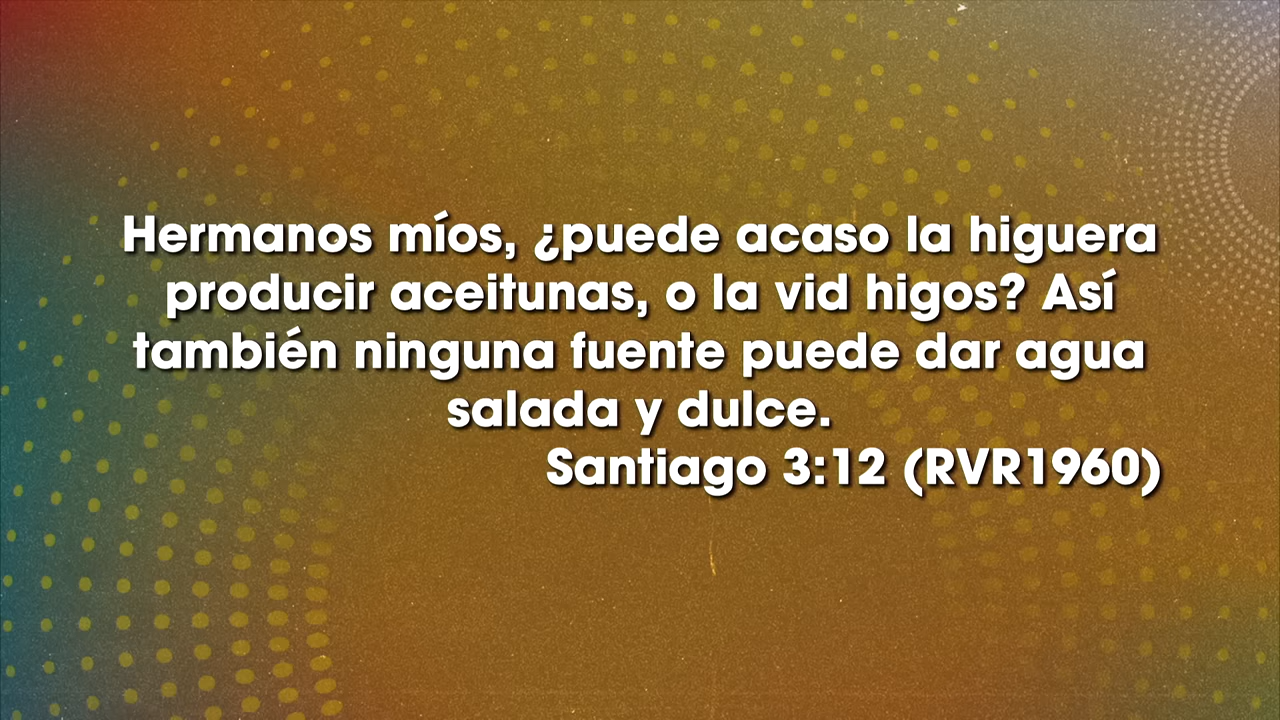 Hermanos míos, ¿puede acaso la higuera
producir aceitunas, o la vid higos? Así
también ninguna fuente puede dar agua
salada y dulce.
Santiago 3:12 (RVR1960)